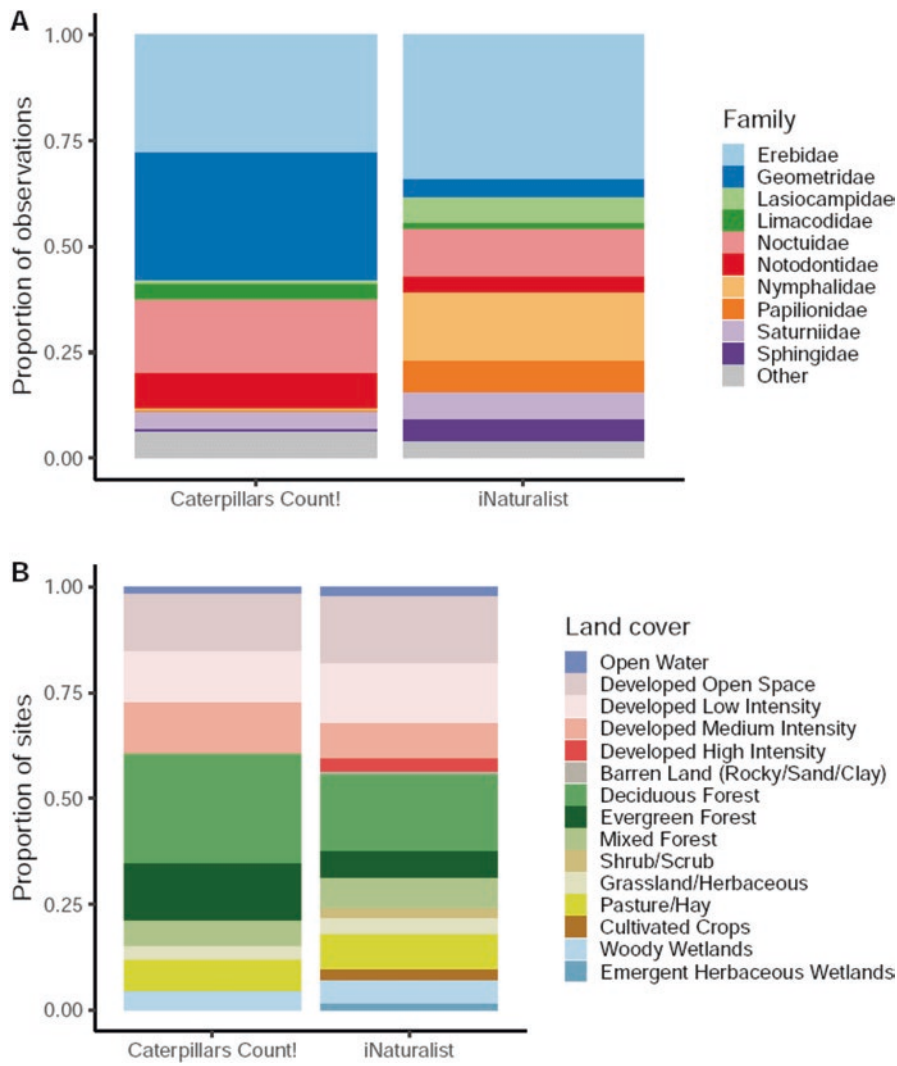 A
Proportion of observations
1.00
0.75
0.50
0.25
0.00
Caterpillars Count!
iNaturalist
Family
Erebidae
Geometridae
Lasiocampidae
Limacodidae
Noctuidae
Notodontidae
Nymphalidae
Papilionidae
Saturniidae
Sphingidae
Other
B
Proportion of sites
1.00
0.75
0.50
0.25
0.00
Caterpillars Count!
iNaturalist
Land cover
Open Water
Developed Open Space
Developed Low Intensity
Developed Medium Intensity
Developed High Intensity
Barren Land (Rocky/Sand/Clay)
Deciduous Forest
Evergreen Forest
Mixed Forest
Shrub/Scrub
Grassland/Herbaceous
Pasture/Hay
Cultivated Crops
Woody Wetlands
Emergent Herbaceous Wetlands